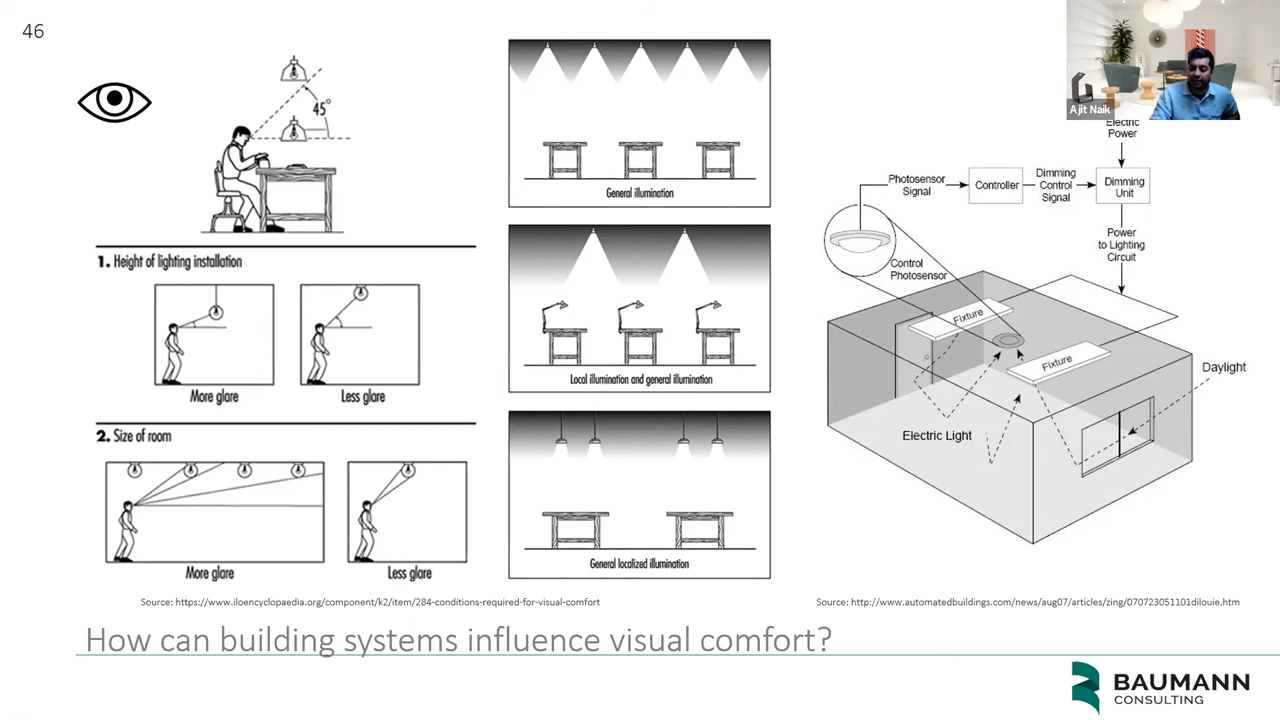 46
45°
1. Height of lighting installation
More glare
Less glare
2. Size of room
More glare
Less glare
General illumination
Local illumination and general illumination
General localized illumination
Ajit Naik
Electric
Power
Photosensor
Signal
Controller
Dimming
Control
Signal
Dimming
Unit
Power
to Lighting
Circuit
Control
Photosensor
Fixture
Fixture
Daylight
Electric Light
Source: https://www.iloencyclopaedia.org/component/k2/item/284-conditions-required-for-visual-comfort
Source: http://www.automatedbuildings.com/news/aug07/articles/zing/070723051101dilouie.htm
How can building systems influence visual comfort?
BAUMANN
CONSULTING